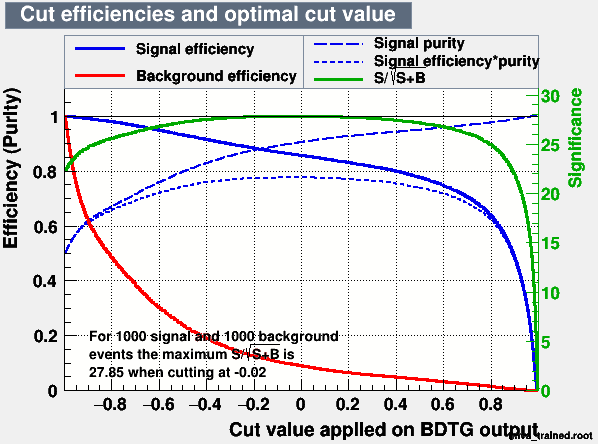 Cut efficiencies and optimal cut value
Signal efficiency
Background efficiency
Signal purity
Signal efficiency*purity
S/√S+B
Efficiency (Purity)
1
0.8
0.6
0.4
0.2
0
30
25
20
15
10
5
0
Significance
For 1000 signal and 1000 background
events the maximum S/√S+B is
27.85 when cutting at -0.02
−0.8 −0.6 −0.4 −0.2 0 0.2 0.4 0.6 0.8
Cut value applied on BDTG output